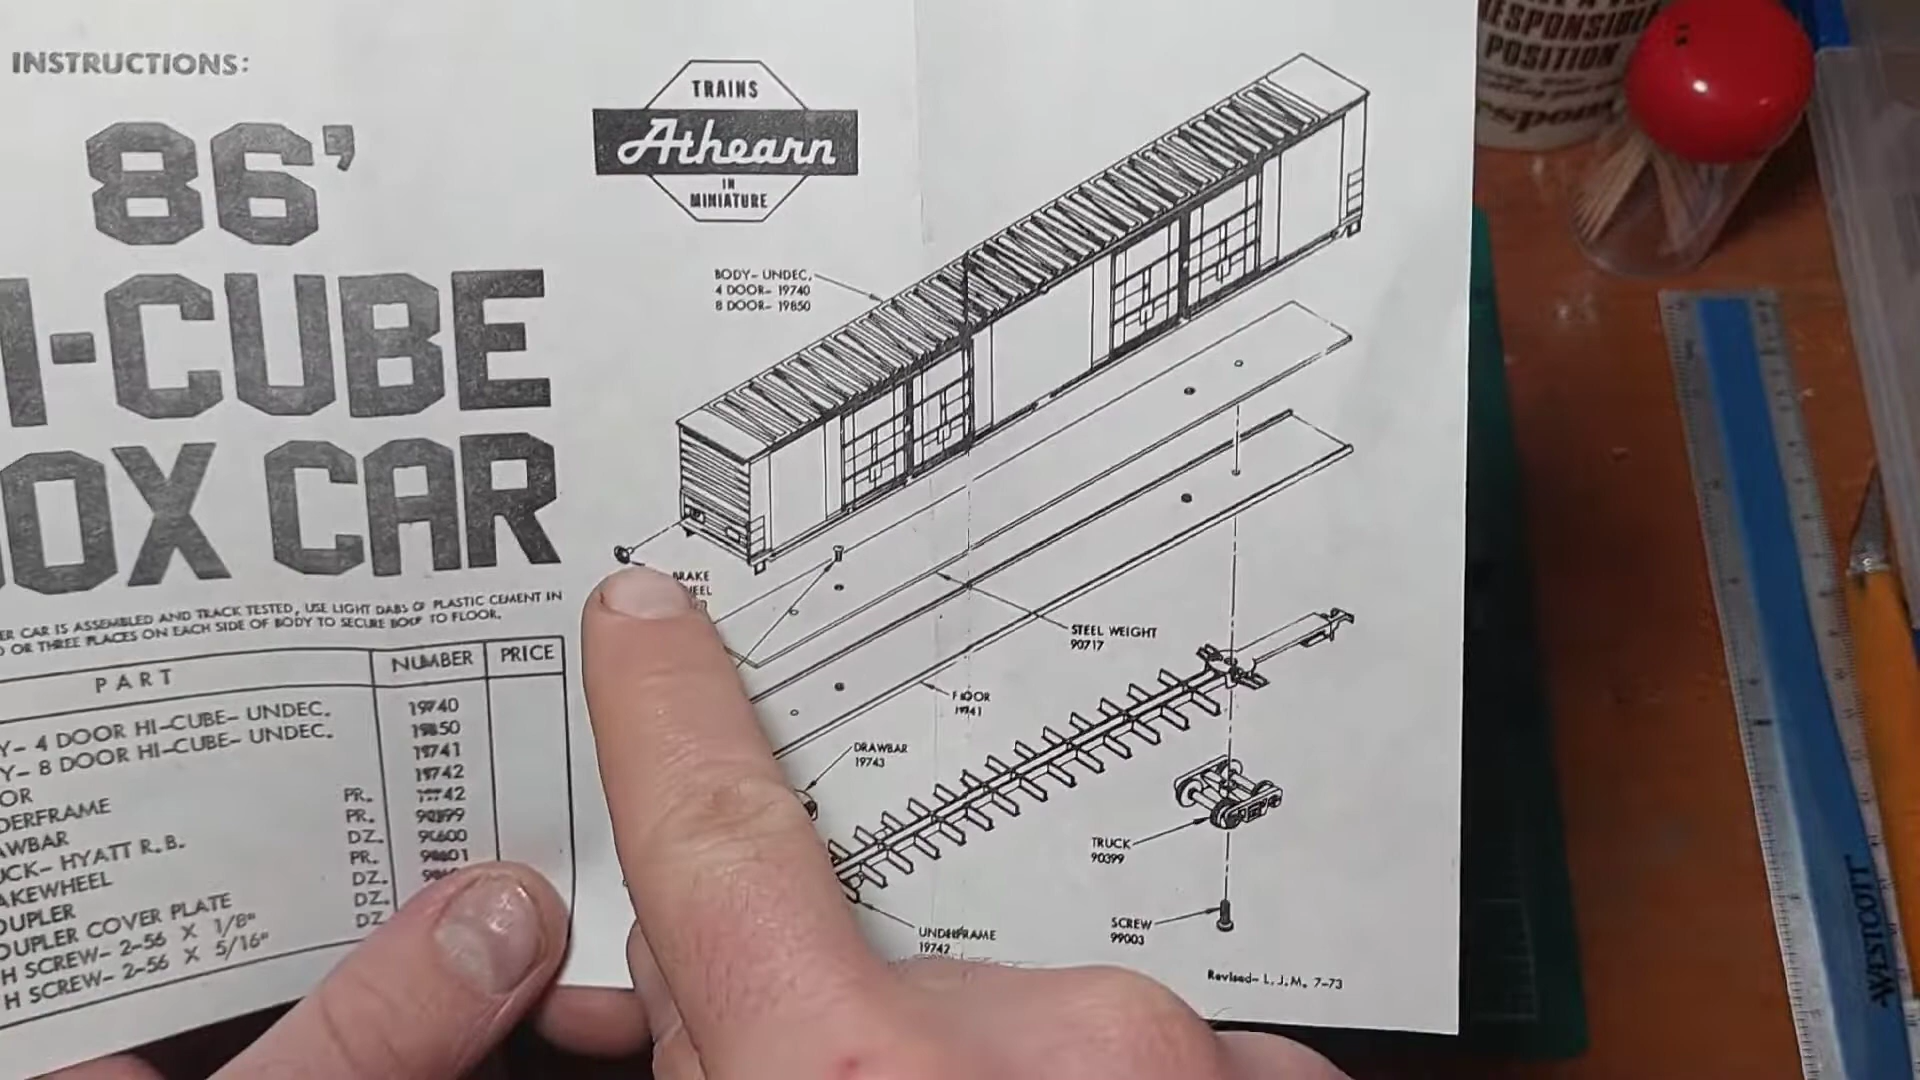 INSTRUCTIONS:
86'
I-CUBE
OX CAR
ER CAR IS ASSEMBLED AND TRACK TESTED, USE LIGHT DABS OF PLASTIC CEMENT IN
OR THREE PLACES ON EACH SIDE OF BODY TO SECURE BODY TO FLOOR.
PART NUMBER PRICE
Y- 4 DOOR HI-CUBE- UNDEC. 19740
Y- 8 DOOR HI-CUBE- UNDEC. 19850
OR 19741
DERFRAME 19742
AWBAR PR.
UCK- HYATT R.B. PR. 90399
AKEWHEEL DZ. 90600
OUPLER PR. 90601
OUPLER COVER PLATE DZ.
H SCREW- 2-56 X 1/8" DZ.
H SCREW- 2-56 X 5/16" DZ
TRAINS
Athearn
IN
MINIATURE
BODY- UNDEC.
4 DOOR- 19740
8 DOOR- 19850
BRAKE
STEEL WEIGHT
90717
FLOOR
19741
DRAWBAR
19743
UNDERFRAME
19742
TRUCK
90399
SCREW
99003
Revised- L.J.M. 7-73
RESPONSIBLE
POSITION
WESTCOTT